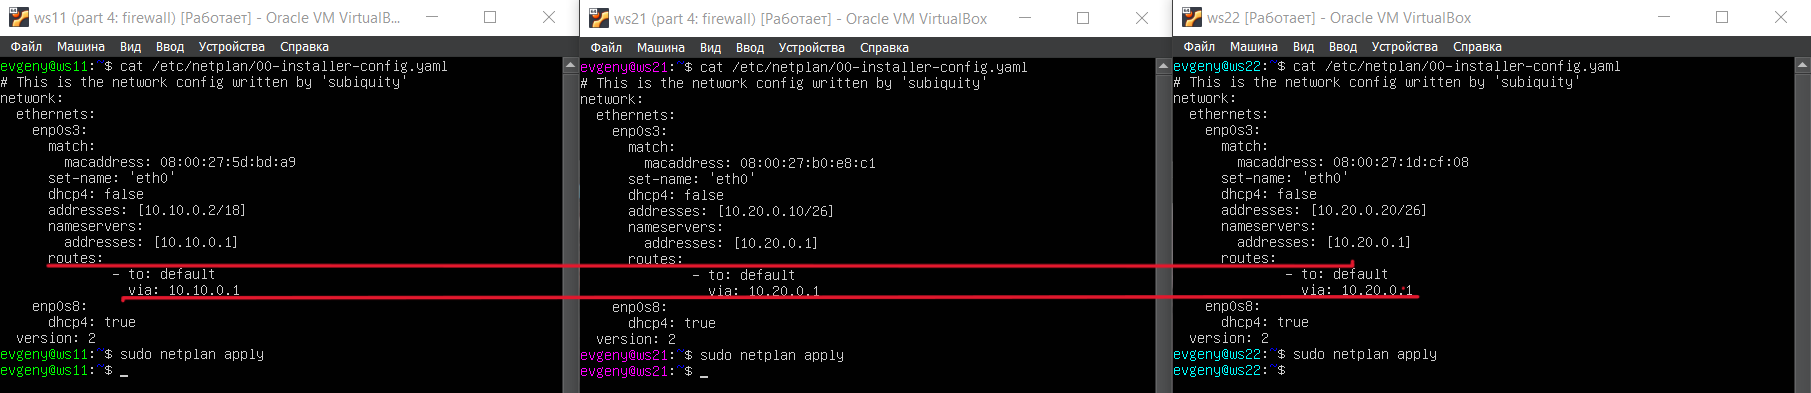 ws11 (part 4: firewall) [Работает] - Oracle VM VirtualB...
Файл Машина Вид Ввод Устройства Справка
evgeny@ws11:~$ cat /etc/netplan/00-installer-config.yaml
# This is the network config written by 'subiquity'
network:
  ethernets:
    enp0s3:
      match:
        macaddress: 08:00:27:5d:bd:a9
      set-name: 'eth0'
      dhcp4: false
      addresses: [10.10.0.2/18]
      nameservers:
        addresses: [10.10.0.1]
      routes:
              - to: default
                via: 10.10.0.1
    enp0s8:
      dhcp4: true
  version: 2
evgeny@ws11:~$ sudo netplan apply
evgeny@ws11:~$ _
ws21 (part 4: firewall) [Работает] - Oracle VM VirtualBox
Файл Машина Вид Ввод Устройства Справка
evgeny@ws21:~$ cat /etc/netplan/00-installer-config.yaml
# This is the network config written by 'subiquity'
network:
  ethernets:
    enp0s3:
      match:
        macaddress: 08:00:27:b0:e8:c1
      set-name: 'eth0'
      dhcp4: false
      addresses: [10.20.0.10/26]
      nameservers:
        addresses: [10.20.0.1]
      routes:
              - to: default
                via: 10.20.0.1
    enp0s8:
      dhcp4: true
  version: 2
evgeny@ws21:~$ sudo netplan apply
evgeny@ws21:~$ _
ws22 [Работает] - Oracle VM VirtualBox
Файл Машина Вид Ввод Устройства Справка
evgeny@ws22:~$ cat /etc/netplan/00-installer-config.yaml
# This is the network config written by 'subiquity'
network:
  ethernets:
    enp0s3:
      match:
        macaddress: 08:00:27:1d:cf:08
      set-name: 'eth0'
      dhcp4: false
      addresses: [10.20.0.20/26]
      nameservers:
        addresses: [10.20.0.1]
      routes:
              - to: default
                via: 10.20.0.1
    enp0s8:
      dhcp4: true
  version: 2
evgeny@ws22:~$ sudo netplan apply
evgeny@ws22:~$